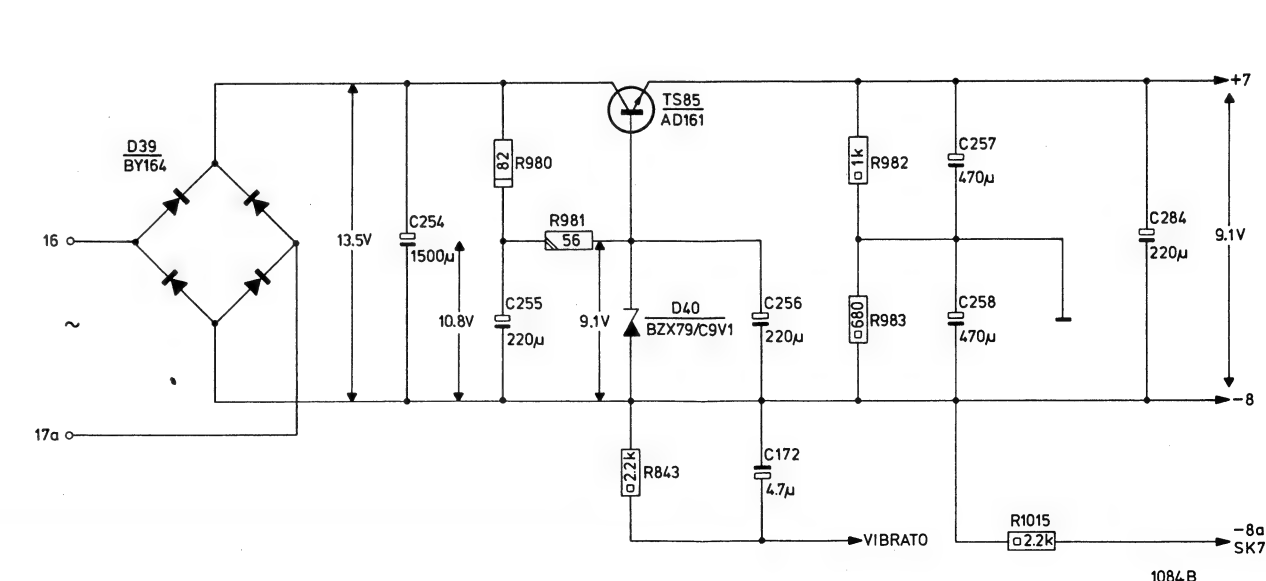 +7
TS85
AD161
D39
BY164
82
R980
1k
R982
C257
470µ
16
13.5V
C254
1500µ
R981
56
C284
220µ
9.1V
10.8V
C255
220µ
9.1V
D40
BZX79/C9V1
C256
220µ
680
R983
C258
470µ
~
-8
17a
2.2k
R843
C172
4.7µ
VIBRATO
R1015
2.2k
-8a
SK7
1084B